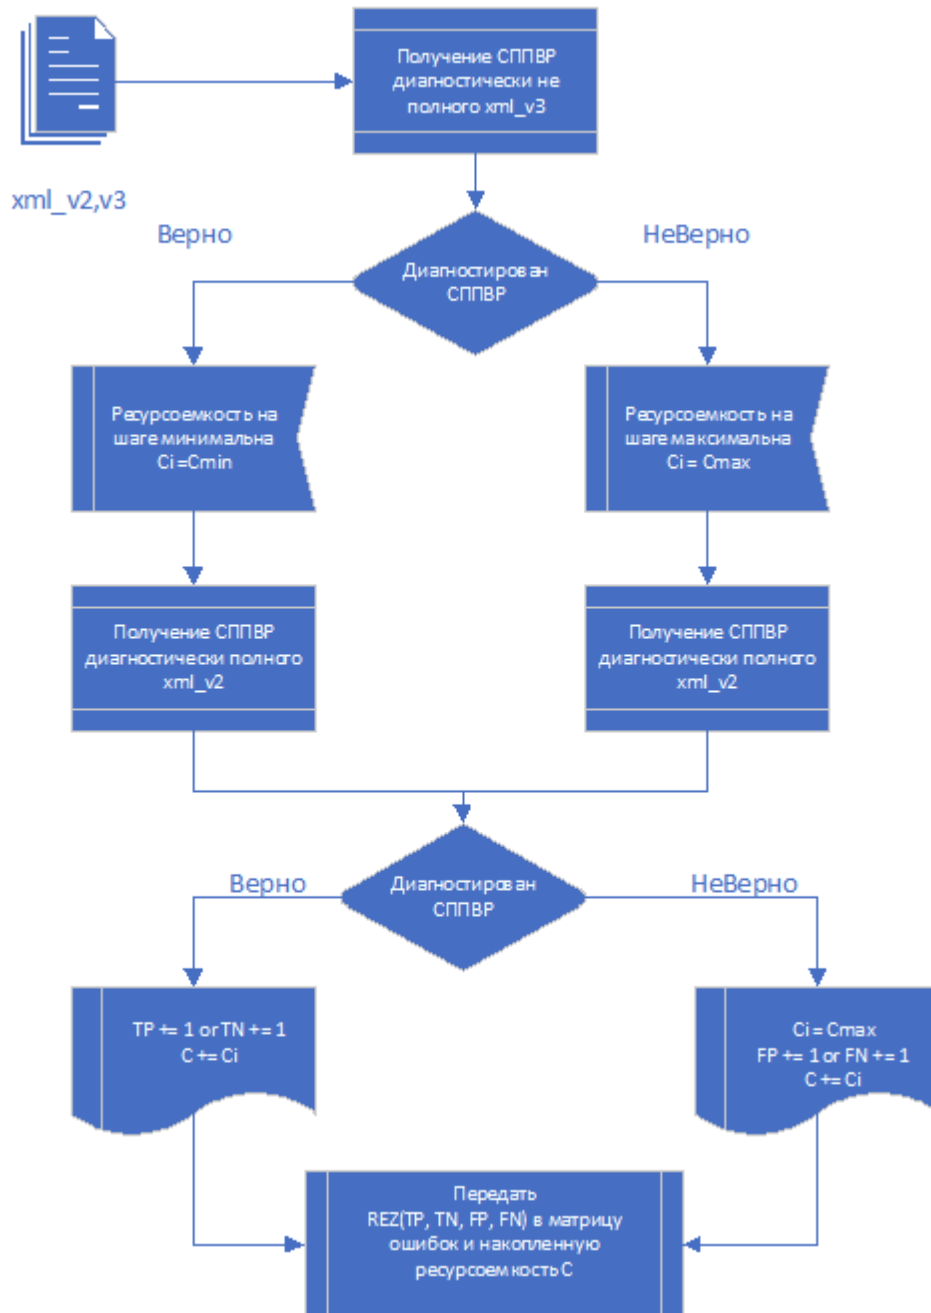 Получение СППВР
диагностически не
полного xml_v3
xml_v2,v3
Верно
НеВерно
Диагностирован
СППВР
Ресурсоемкость на
шаге минимальна
Ci =Cmin
Ресурсоемкость на
шаге максимальна
Ci = Cmax
Получение СППВР
диагностически полного
xml_v2
Получение СППВР
диагностически полного
xml_v2
Верно
НеВерно
Диагностирован
СППВР
TP += 1 or TN += 1
C += Ci
Ci = Cmax
FP += 1 or FN += 1
C += Ci
Передать
REZ(TP, TN, FP, FN) в матрицу
ошибок и накопленную
ресурсоемкость С